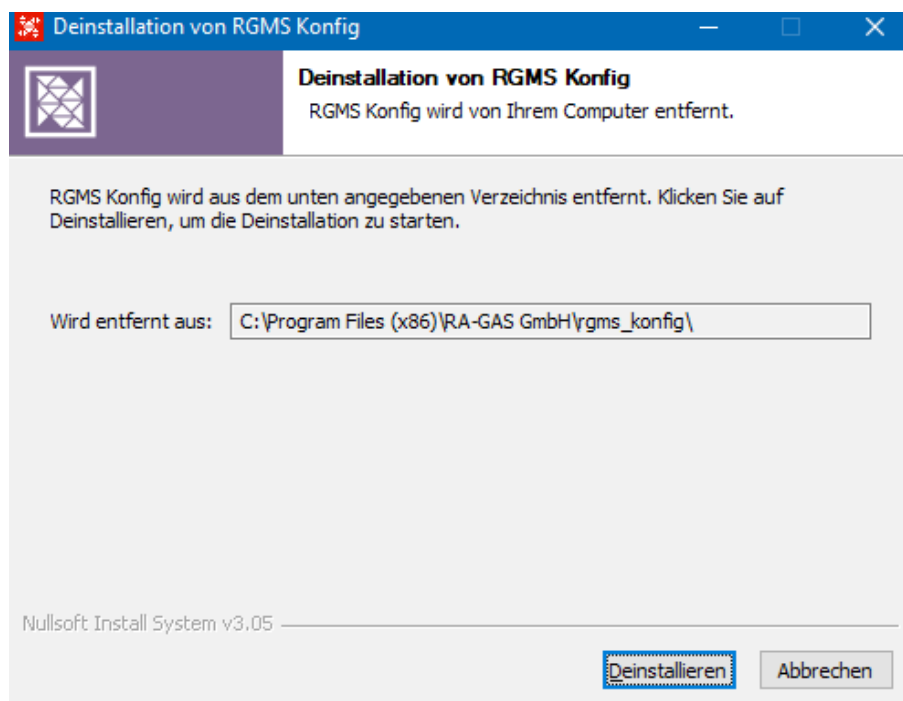 Deinstallation von RGMS Konfig
Deinstallation von RGMS Konfig
RGMS Konfig wird von Ihrem Computer entfernt.
RGMS Konfig wird aus dem unten angegebenen Verzeichnis entfernt. Klicken Sie auf
Deinstallieren, um die Deinstallation zu starten.
Wird entfernt aus: C:\Program Files (x86)\RA-GAS GmbH\rgms_konfig\
Nullsoft Install System v3.05
Deinstallieren Abbrechen